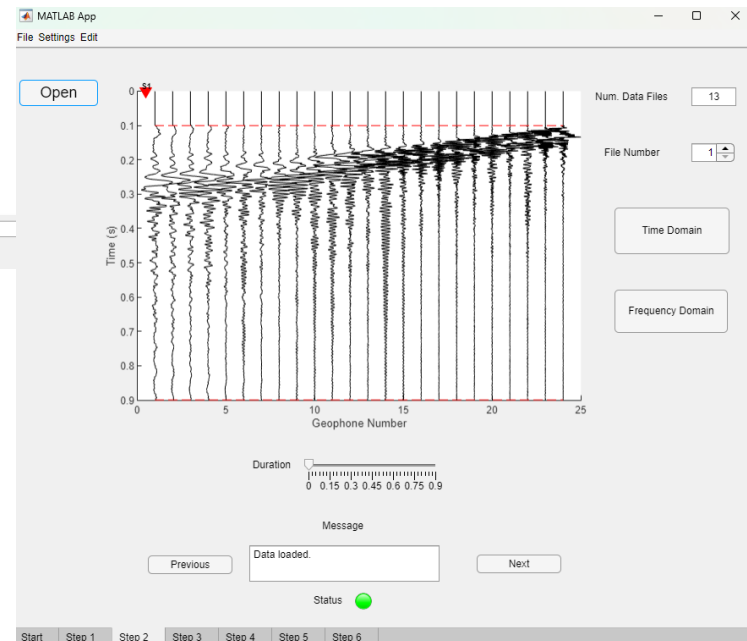 MATLAB App
File Settings Edit
Open
S1
Num. Data Files 13
File Number 1
Time Domain
Frequency Domain
0
0.1
0.2
0.3
0.4
0.5
0.6
0.7
0.8
0.9
Time (s)
0 5 10 15 20 25
Geophone Number
Duration
0 0.15 0.3 0.45 0.6 0.75 0.9
Message
Previous
Data loaded.
Next
Status
Start Step 1 Step 2 Step 3 Step 4 Step 5 Step 6